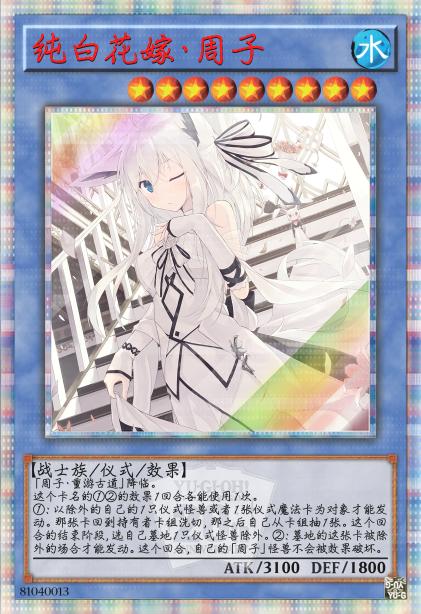 纯白花嫁·周子
水
【战士族/仪式/效果】
「周子·重游古道」降临。
这个卡名的①②的效果1回合各能使用1次。
①：以除外的自己的1只仪式怪兽或者1张仪式魔法卡为对象才能发
动。那张卡回到持有者卡组洗切，那之后自己从卡组抽1张。这个回
合的结束阶段，选自己墓地1只仪式怪兽除外。②：墓地的这张卡被除
外的场合才能发动。这个回合，自己的「周子」怪兽不会被效果破坏。
YU-GI-OH!
ATK/3100 DEF/1800
81040013